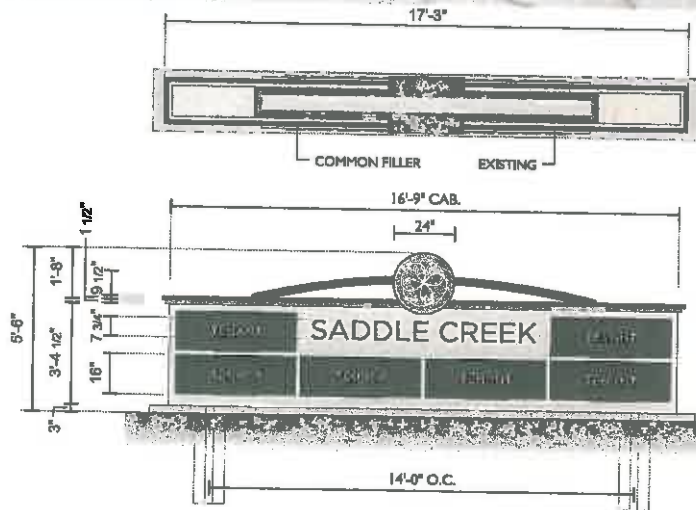 17'-3"
COMMON FILLER
EXISTING
16'-9" CAB.
24"
1 1/2"
1'-8"
9 1/2"
5'-6"
3'-4 1/2"
7 3/4"
16"
3"
SADDLE CREEK
14'-0" O.C.